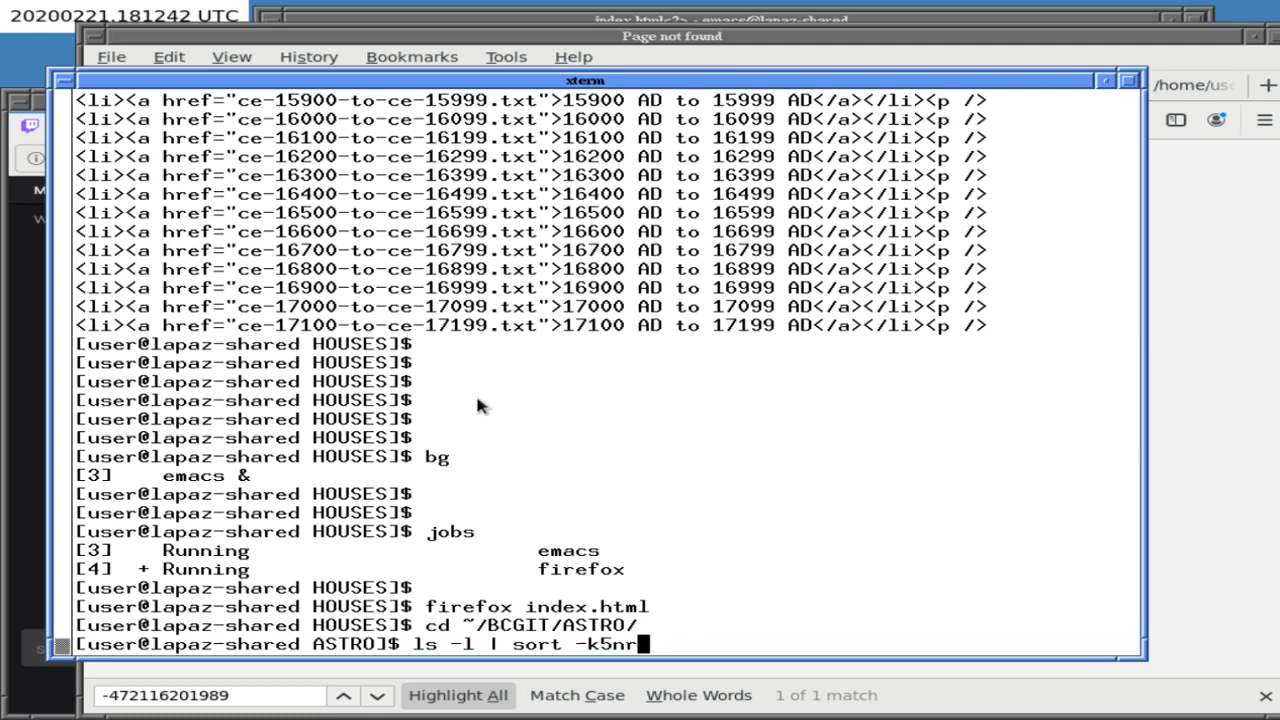 20200221.181242 UTC
index.html<2> - emacs@lapaz-shared
Page not found
File Edit View History Bookmarks Tools Help
xterm
/home/use
<li><a href="ce-15900-to-ce-15999.txt">15900 AD to 15999 AD</a></li><p />
<li><a href="ce-16000-to-ce-16099.txt">16000 AD to 16099 AD</a></li><p />
<li><a href="ce-16100-to-ce-16199.txt">16100 AD to 16199 AD</a></li><p />
<li><a href="ce-16200-to-ce-16299.txt">16200 AD to 16299 AD</a></li><p />
<li><a href="ce-16300-to-ce-16399.txt">16300 AD to 16399 AD</a></li><p />
<li><a href="ce-16400-to-ce-16499.txt">16400 AD to 16499 AD</a></li><p />
<li><a href="ce-16500-to-ce-16599.txt">16500 AD to 16599 AD</a></li><p />
<li><a href="ce-16600-to-ce-16699.txt">16600 AD to 16699 AD</a></li><p />
<li><a href="ce-16700-to-ce-16799.txt">16700 AD to 16799 AD</a></li><p />
<li><a href="ce-16800-to-ce-16899.txt">16800 AD to 16899 AD</a></li><p />
<li><a href="ce-16900-to-ce-16999.txt">16900 AD to 16999 AD</a></li><p />
<li><a href="ce-17000-to-ce-17099.txt">17000 AD to 17099 AD</a></li><p />
<li><a href="ce-17100-to-ce-17199.txt">17100 AD to 17199 AD</a></li><p />
[user@lapaz-shared HOUSES]$
[user@lapaz-shared HOUSES]$
[user@lapaz-shared HOUSES]$
[user@lapaz-shared HOUSES]$
[user@lapaz-shared HOUSES]$
[user@lapaz-shared HOUSES]$
[user@lapaz-shared HOUSES]$ bg
[3]    emacs &
[user@lapaz-shared HOUSES]$
[user@lapaz-shared HOUSES]$
[user@lapaz-shared HOUSES]$ jobs
[3]    Running                       emacs
[4]  + Running                       firefox
[user@lapaz-shared HOUSES]$
[user@lapaz-shared HOUSES]$ firefox index.html
[user@lapaz-shared HOUSES]$ cd ~/BCGIT/ASTRO/
[user@lapaz-shared ASTRO]$ ls -l | sort -k5nr
-472116201989 Highlight All Match Case Whole Words 1 of 1 match